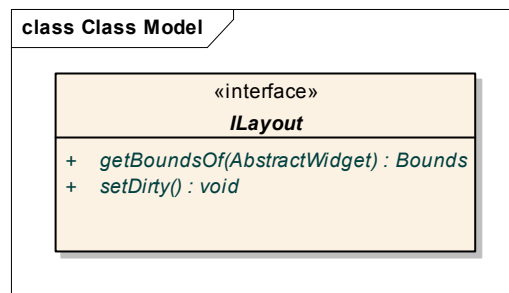 class Class Model
«interface»
ILayout
+ getBoundsOf(AbstractWidget) : Bounds
+ setDirty() : void